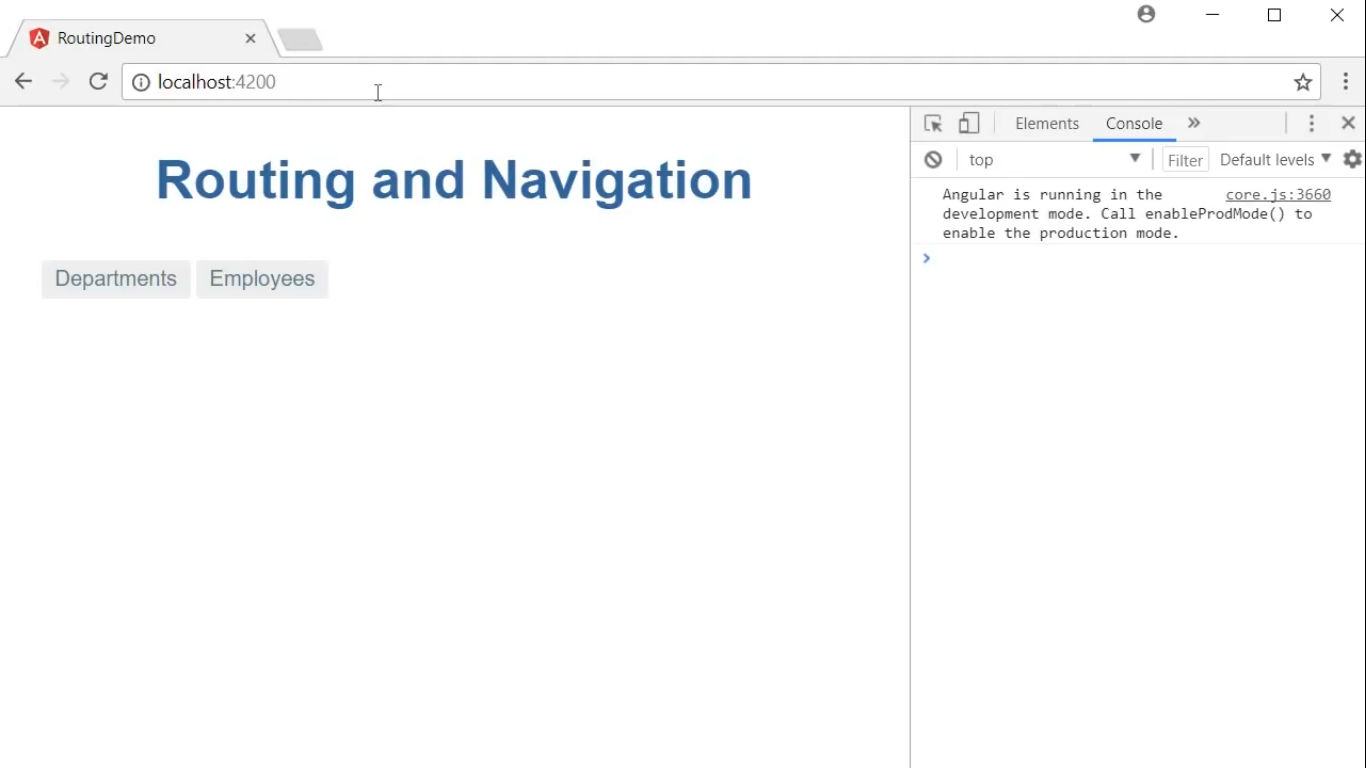 RoutingDemo
localhost:4200
Routing and Navigation
Departments Employees
Elements Console
top Filter Default levels
Angular is running in the core.js:3660
development mode. Call enableProdMode() to
enable the production mode.